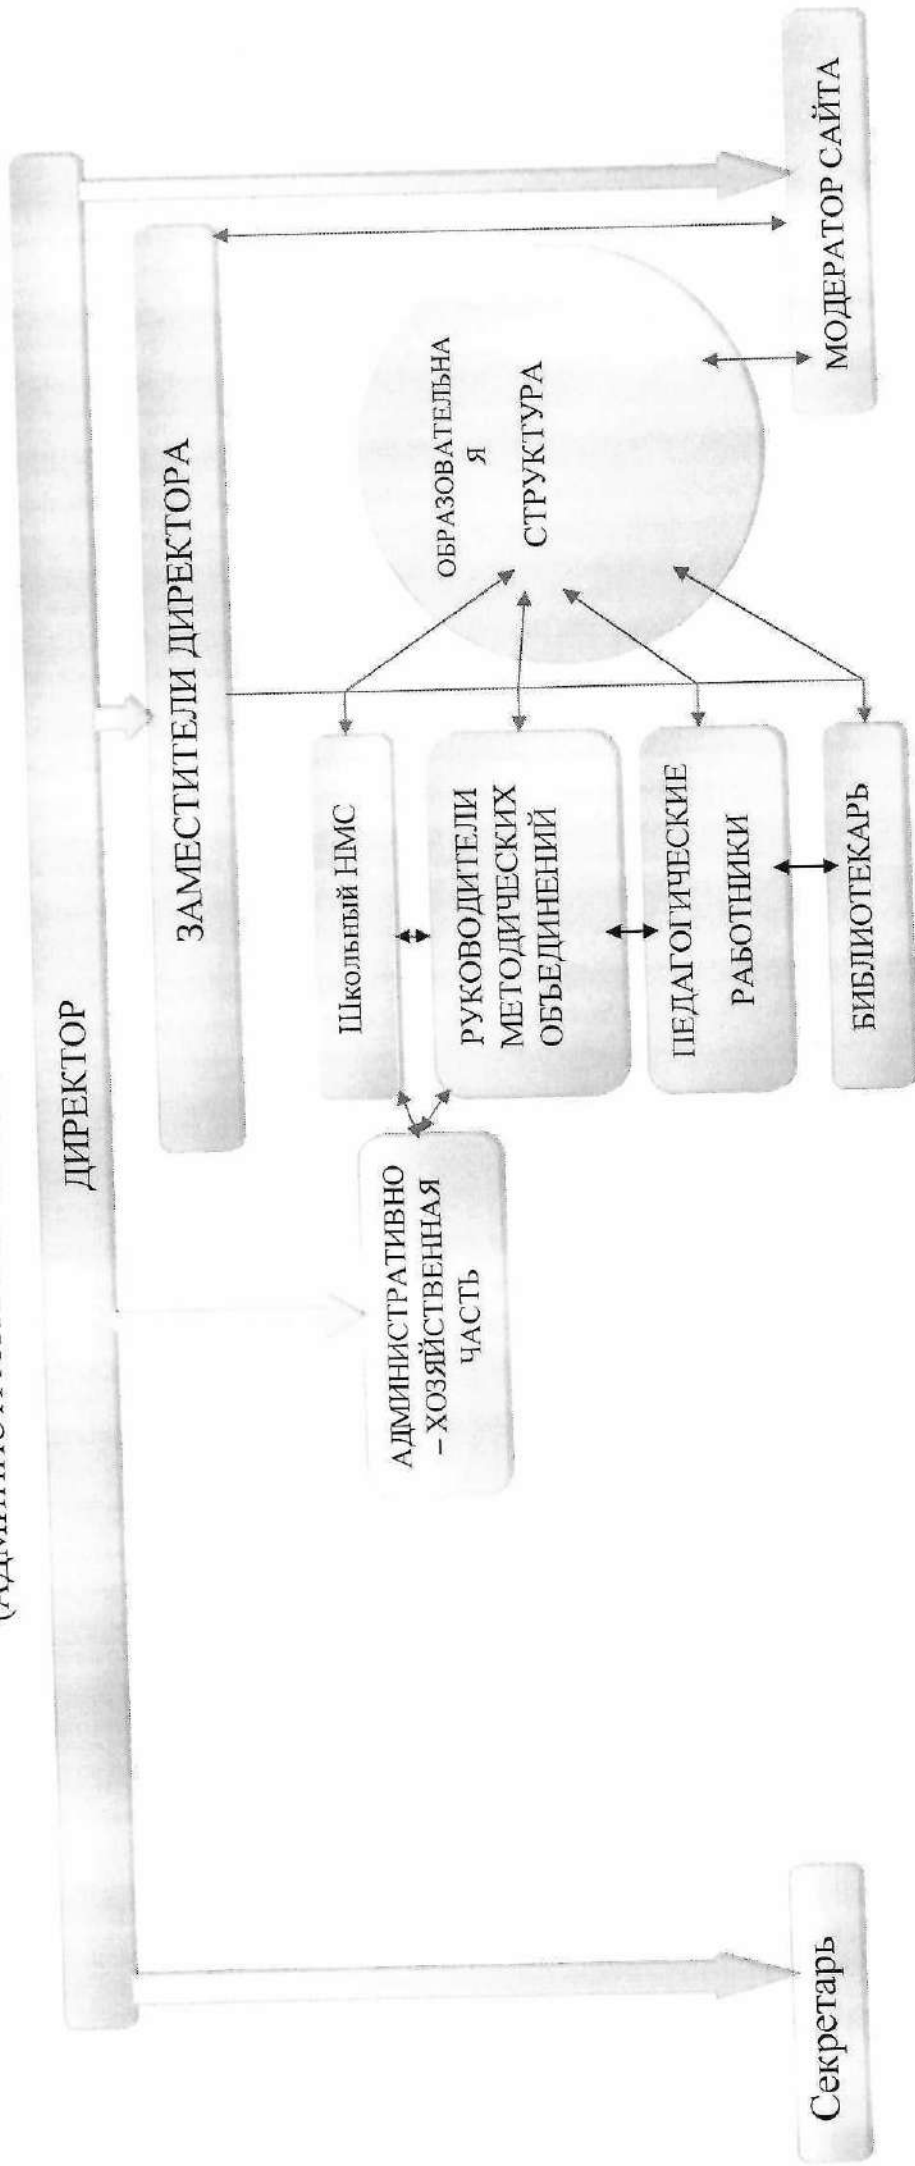 ДИРЕКТОР
ЗАМЕСТИТЕЛИ ДИРЕКТОРА
Школьный НМС
РУКОВОДИТЕЛИ
МЕТОДИЧЕСКИХ
ОБЪЕДИНЕНИЙ
ПЕДАГОГИЧЕСКИЕ
РАБОТНИКИ
БИБЛИОТЕКАРЬ
АДМИНИСТРАТИВНО
– ХОЗЯЙСТВЕННАЯ
ЧАСТЬ
ОБРАЗОВАТЕЛЬНА
Я
СТРУКТУРА
МОДЕРАТОР САЙТА
Секретарь